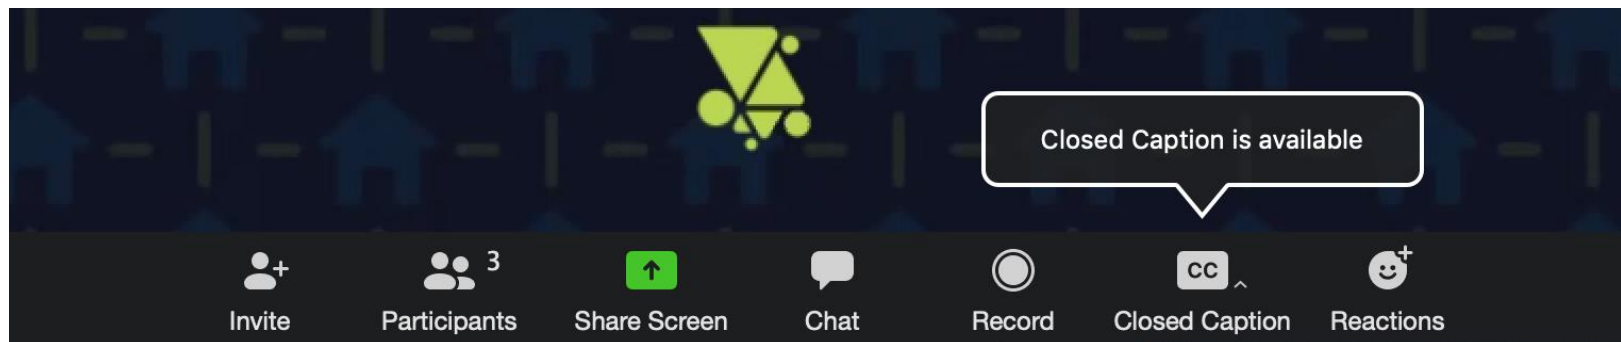 Closed Caption is available
3
CC
Invite Participants Share Screen Chat Record Closed Caption Reactions